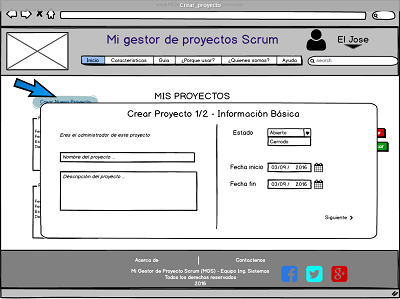 Crear_proyecto
Mi gestor de proyectos Scrum
El Jose
Inicio
Características
Guia
¿Porque usar?
¿Quienes somos?
Ayuda
search
Crear Nuevo Proyecto
MIS PROYECTOS
Crear Proyecto 1/2 - Información Básica
Eres el administrador de este proyecto
Estado
Abierto
Cerrado
Nombre del proyecto ..
Descripción del proyecto ..
Fecha inicio
03/09/ 2016
Fecha fin
03/09/ 2016
Siguiente
Acerca de
Contactenos
Mi Gestor de Proyecto Scrum (MGS) - Equipo Ing. Sistemas
Todos los derechos reservados
2016